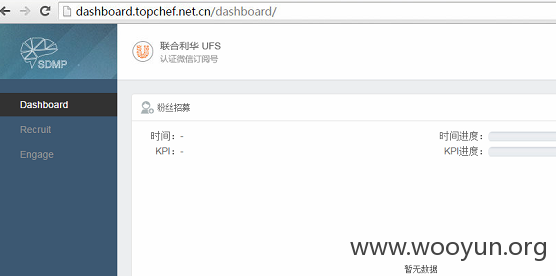 dashboard.topchef.net.cn/dashboard/
SDMP
联合利华 UFS
认证微信订阅号
Dashboard
Recruit
Engage
粉丝招募
时间：-
时间进度：
KPI：-
KPI进度：
www.wooyun.org
暂无数据